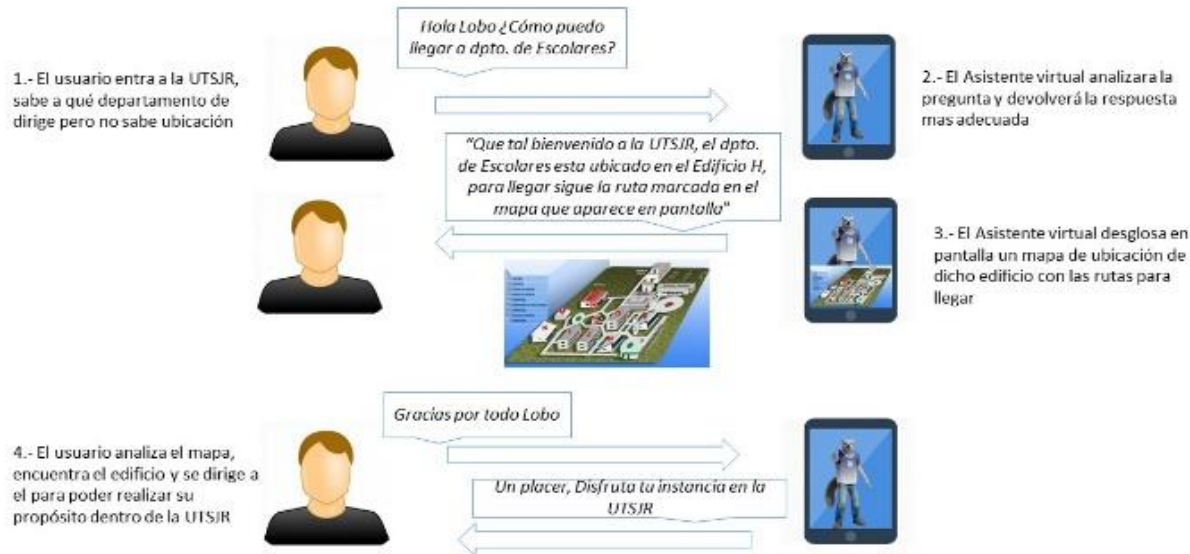 Hola Lobo ¿Cómo puedo
llegar a dpto. de Escolares?
1.- El usuario entra a la UTSJR,
sabe a qué departamento de
dirige pero no sabe ubicación
2.- El Asistente virtual analizara la
pregunta y devolverá la respuesta
mas adecuada
“Que tal bienvenido a la UTSJR, el dpto.
de Escolares esta ubicado en el Edificio H,
para llegar sigue la ruta marcada en el
mapa que aparece en pantalla"
3.- El Asistente virtual desglosa en
pantalla un mapa de ubicación de
dicho edificio con las rutas para
llegar
Gracias por todo Lobo
4.- El usuario analiza el mapa,
encuentra el edificio y se dirige a
el para poder realizar su
propósito dentro de la UTSJR
Un placer, Disfruta tu instancia en la
UTSJR